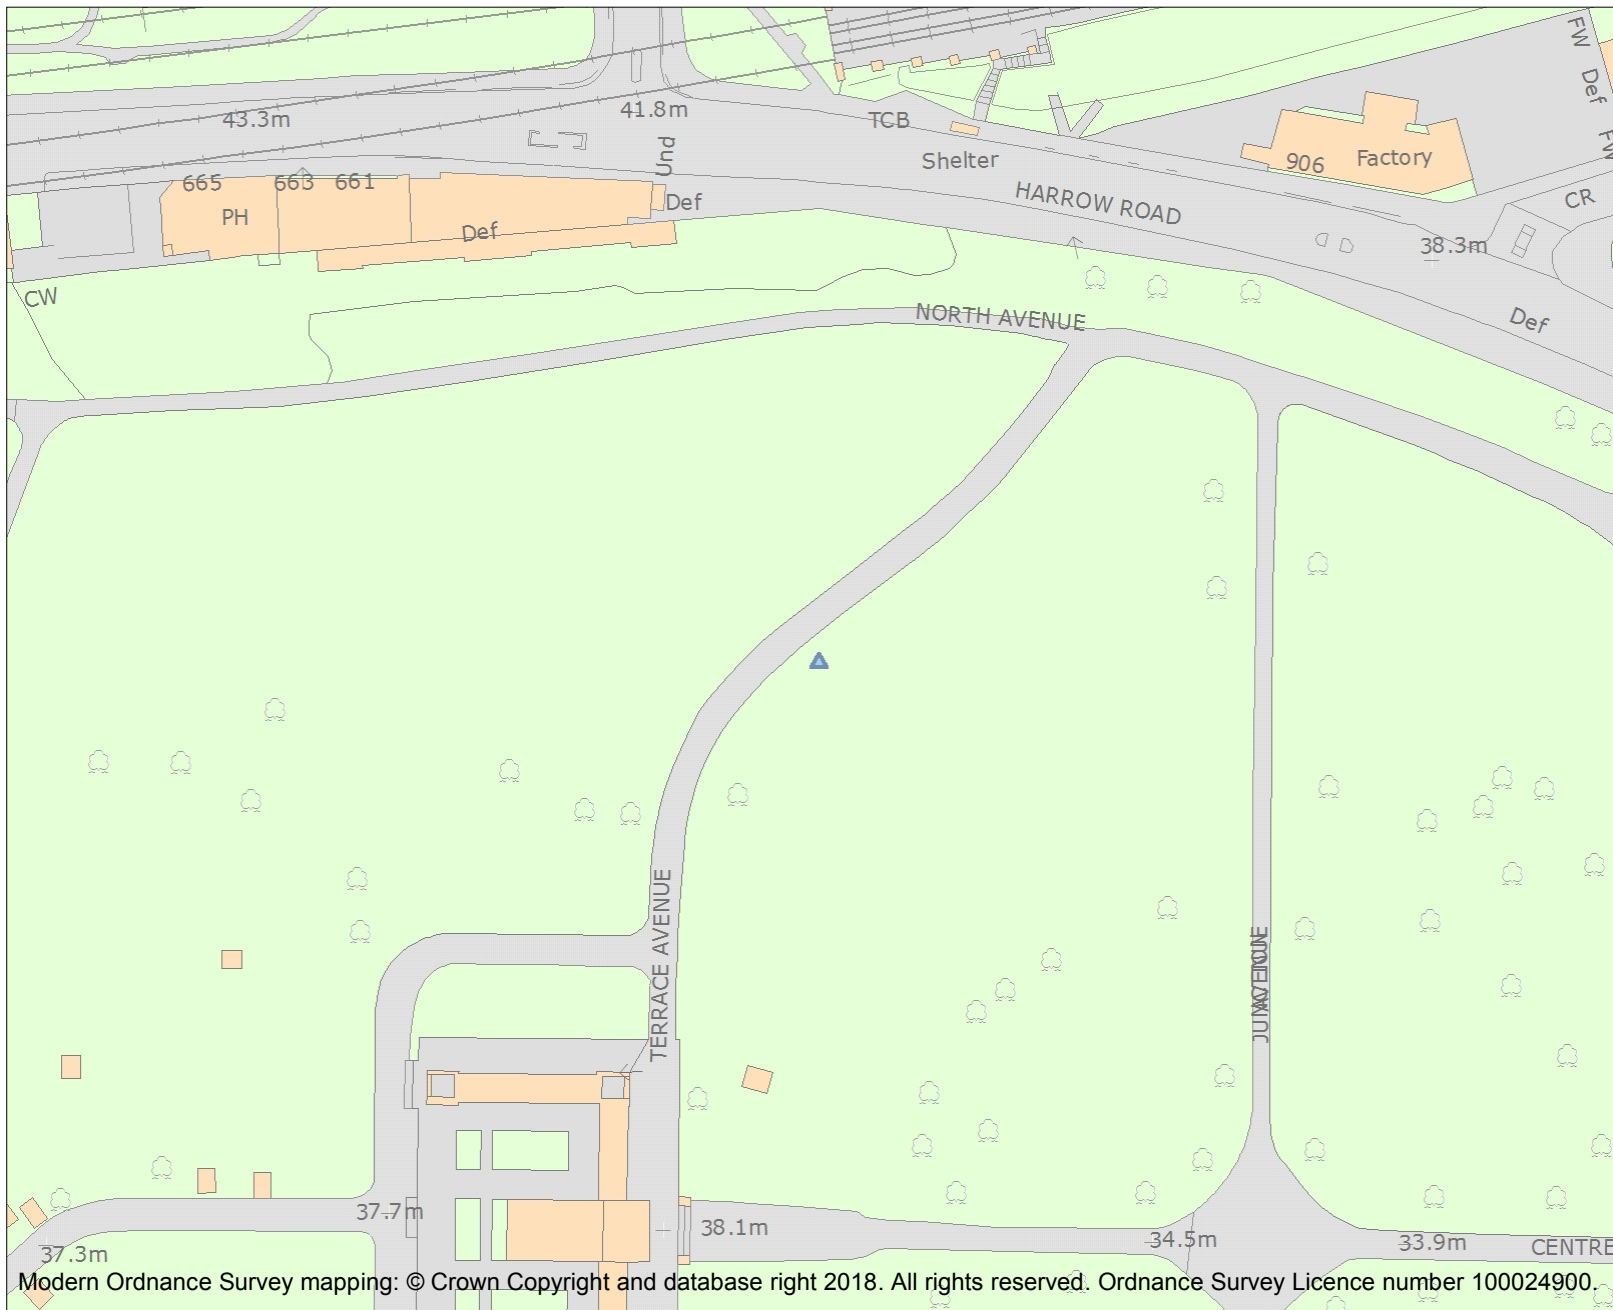 FW
Def
FW
43.3m
41.8m
TCB
Und
Shelter
906
Factory
665
663
661
PH
Def
Def
HARROW ROAD
CR
38.3m
CW
NORTH AVENUE
Def
TERRACE AVENUE
JUNCTION
AVENUE
37.7m
38.1m
34.5m
33.9m
CENTRE
37.3m
Modern Ordnance Survey mapping: © Crown Copyright and database right 2018. All rights reserved. Ordnance Survey Licence number 100024900.